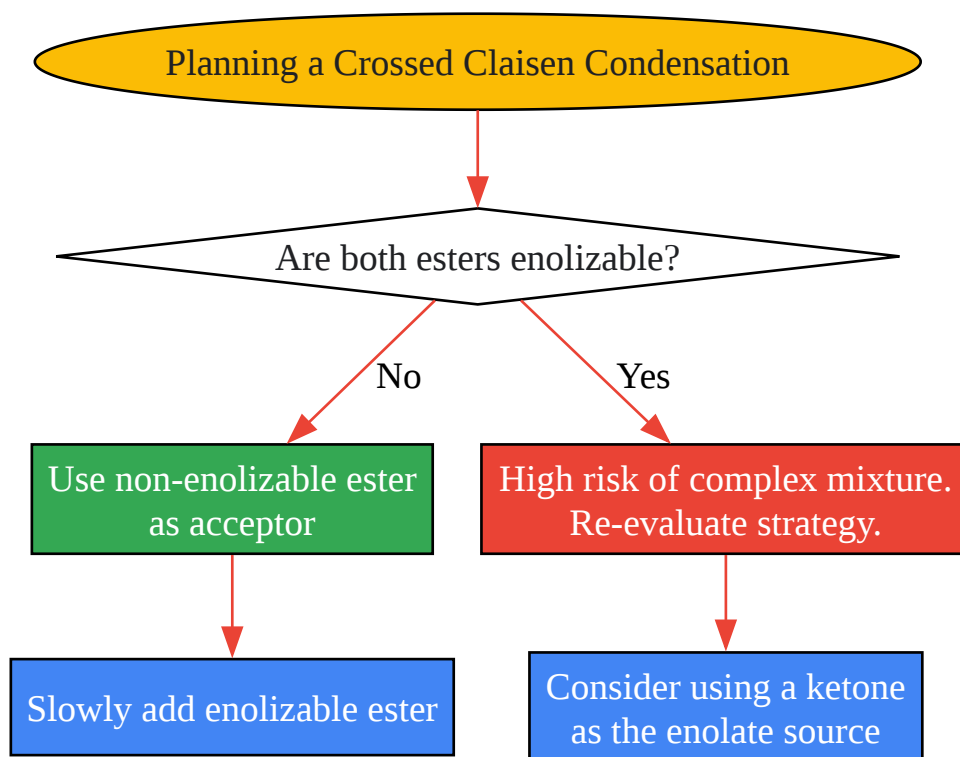 Planning a Crossed Claisen Condensation
Are both esters enolizable?
No
Yes
Use non-enolizable ester
as acceptor
High risk of complex mixture.
Re-evaluate strategy.
Slowly add enolizable ester
Consider using a ketone
as the enolate source